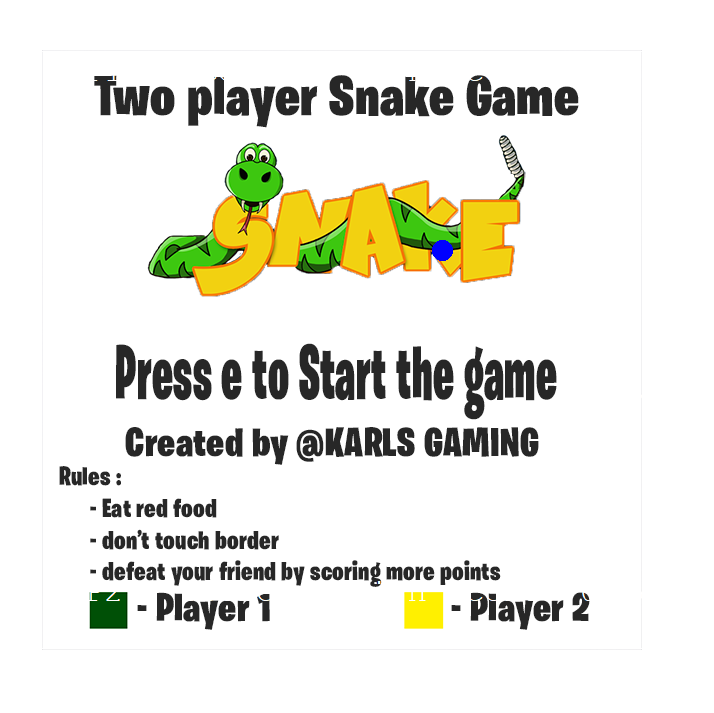 Two player Snake Game
SNAKE
Press e to Start the game
Created by @KARLS GAMING
Rules :
- Eat red food
- don't touch border
- defeat your friend by scoring more points
- Player 1 - Player 2